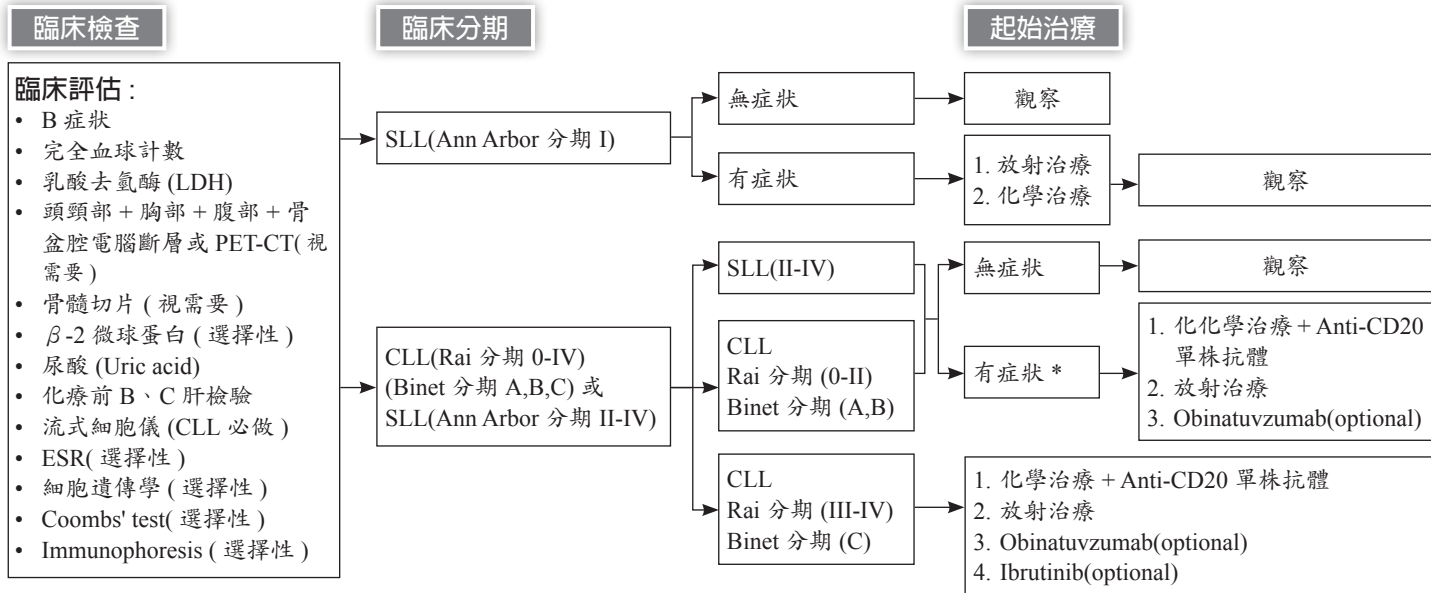 臨床檢查
臨床分期
起始治療
臨床評估 :
• B 症狀
• 完全血球計數
• 乳酸去氫酶 (LDH)
• 頭頸部 + 胸部 + 腹部 + 骨
盆腔電腦斷層或 PET-CT( 視
需要 )
• 骨髓切片 ( 視需要 )
• β-2 微球蛋白 ( 選擇性 )
• 尿酸 (Uric acid)
• 化療前 B、C 肝檢驗
• 流式細胞儀 (CLL 必做 )
• ESR( 選擇性 )
• 細胞遺傳學 ( 選擇性 )
• Coombs' test( 選擇性 )
• Immunophoresis ( 選擇性 )
SLL(Ann Arbor 分期 I)
無症狀
觀察
有症狀
1. 放射治療
2. 化學治療
觀察
CLL(Rai 分期 0-IV)
(Binet 分期 A,B,C) 或
SLL(Ann Arbor 分期 II-IV)
SLL(II-IV)
CLL
Rai 分期 (0-II)
Binet 分期 (A,B)
無症狀
觀察
有症狀 *
1. 化化學治療 + Anti-CD20
單株抗體
2. 放射治療
3. Obinatuvzumab(optional)
CLL
Rai 分期 (III-IV)
Binet 分期 (C)
1. 化學治療 + Anti-CD20 單株抗體
2. 放射治療
3. Obinatuvzumab(optional)
4. Ibrutinib(optional)